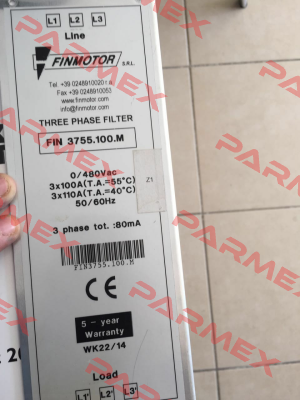 L1 L2 L3
Line
FINMOTOR S.R.L.
Tel. +39 0248910020 r.a.
Fax +39 0248910053
www.finmotor.com
info@finmotor.com
THREE PHASE FILTER
FIN 3755.100.M
0/480Vac
3x100A(T.A.=55°C)
3x110A(T.A.=40°C)
50/60Hz
Z1
3 phase tot. :80mA
FIN3755.100.M
CE
5 - year
Warranty
WK22/14
Load
L1' L2' L3'
PARMEX
PARMEX
PARMEX
PARMEX
PARMEX